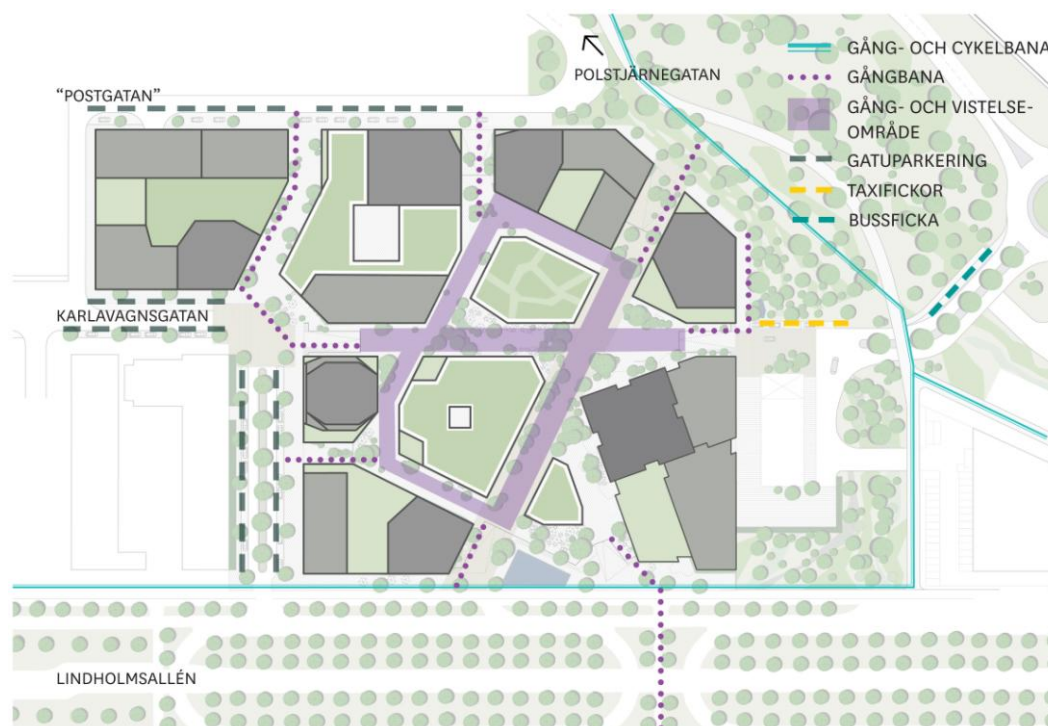 GÅNG- OCH CYKELBANA
POLSTJÄRNEGATAN
GÅNGBANA
"POSTGATAN"
GÅNG- OCH VISTELSE-
OMRÅDE
GATUPARKERING
TAXIFICKOR
BUSSFICKA
KARLAVAGNSGATAN
LINDHOLMSALLÉN